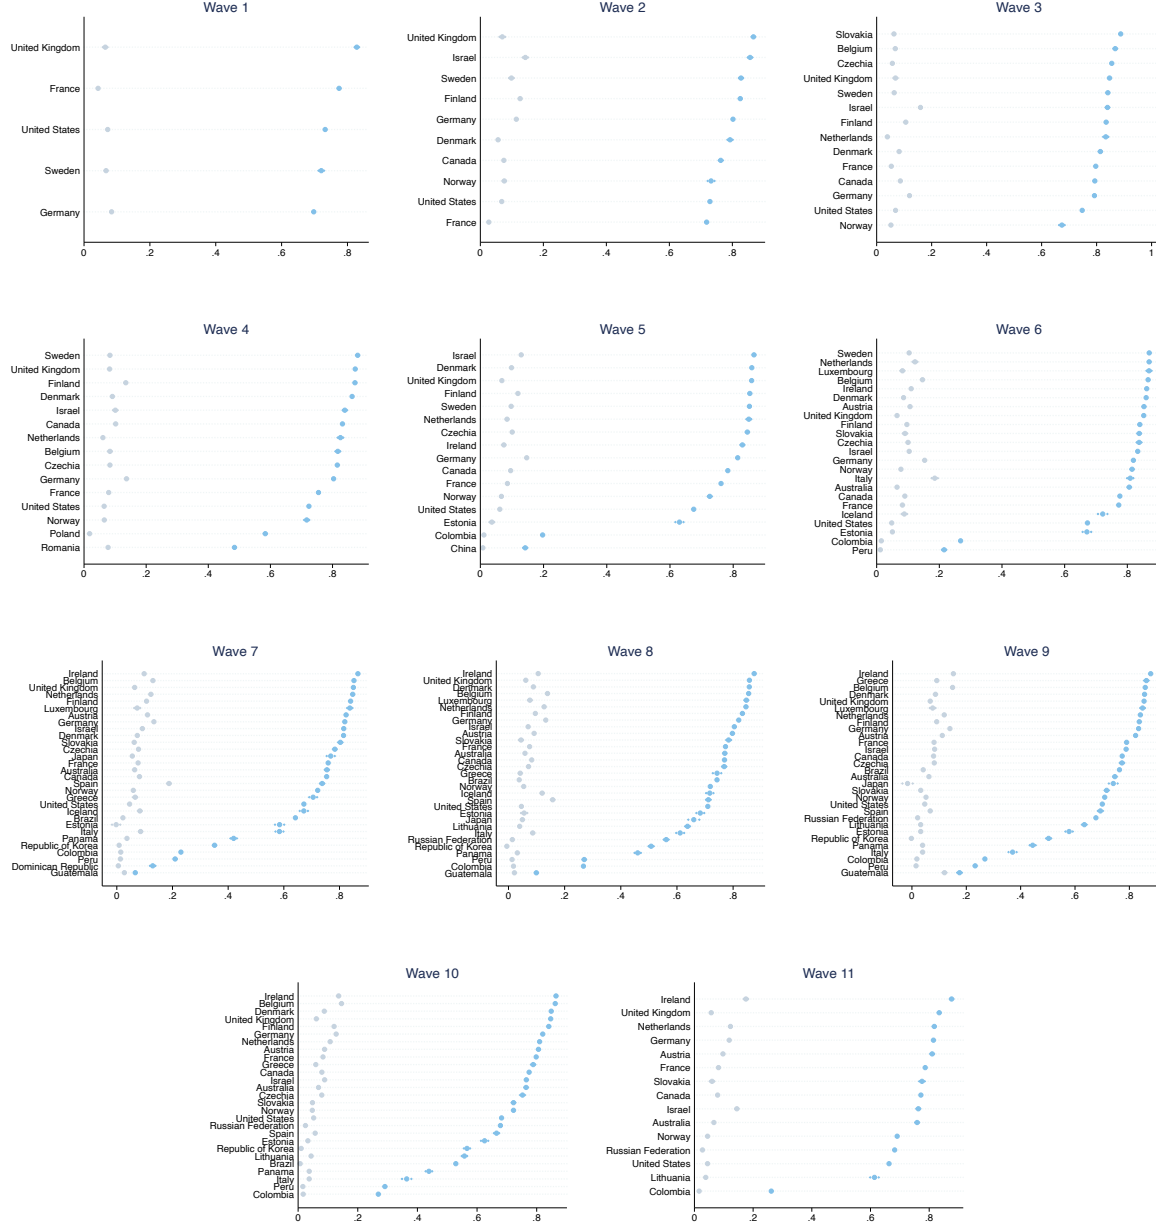 Wave 1
United Kingdom
France
United States
Sweden
Germany
0 .2 .4 .6 .8
Wave 2
United Kingdom
Israel
Sweden
Finland
Germany
Denmark
Canada
Norway
United States
France
0 .2 .4 .6 .8
Wave 3
Slovakia
Belgium
Czechia
United Kingdom
Sweden
Israel
Finland
Netherlands
Denmark
France
Canada
Germany
United States
Norway
0 .2 .4 .6 .8 1
Wave 4
Sweden
United Kingdom
Finland
Denmark
Israel
Canada
Netherlands
Belgium
Czechia
Germany
France
United States
Norway
Poland
Romania
0 .2 .4 .6 .8
Wave 5
Israel
Denmark
United Kingdom
Finland
Sweden
Netherlands
Czechia
Ireland
Germany
Canada
France
Norway
United States
Estonia
Colombia
China
0 .2 .4 .6 .8
Wave 6
Sweden
Netherlands
Luxembourg
Belgium
Ireland
Denmark
Austria
United Kingdom
Finland
Slovakia
Czechia
Israel
Germany
Norway
Italy
Australia
Canada
France
Iceland
United States
Estonia
Colombia
Peru
0 .2 .4 .6 .8
Wave 7
Ireland
Belgium
United Kingdom
Netherlands
Finland
Luxembourg
Austria
Germany
Israel
Denmark
Slovakia
Czechia
Japan
France
Australia
Canada
Spain
Norway
Greece
United States
Iceland
Brazil
Estonia
Italy
Panama
Republic of Korea
Colombia
Peru
Dominican Republic
Guatemala
0 .2 .4 .6 .8
Wave 8
Ireland
United Kingdom
Denmark
Belgium
Luxembourg
Netherlands
Finland
Germany
Israel
Austria
Slovakia
France
Australia
Canada
Czechia
Greece
Brazil
Norway
Iceland
Spain
United States
Estonia
Japan
Lithuania
Italy
Russian Federation
Republic of Korea
Panama
Peru
Colombia
Guatemala
0 .2 .4 .6 .8
Wave 9
Ireland
Greece
Belgium
Denmark
United Kingdom
Luxembourg
Netherlands
Finland
Germany
Austria
France
Israel
Canada
Czechia
Brazil
Australia
Japan
Slovakia
Norway
United States
Spain
Russian Federation
Lithuania
Estonia
Republic of Korea
Panama
Italy
Colombia
Peru
Guatemala
0 .2 .4 .6 .8
Wave 10
Ireland
Belgium
Denmark
United Kingdom
Finland
Germany
Netherlands
Austria
France
Greece
Canada
Israel
Australia
Czechia
Slovakia
Norway
United States
Russian Federation
Spain
Estonia
Republic of Korea
Lithuania
Brazil
Panama
Italy
Peru
Colombia
0 .2 .4 .6 .8
Wave 11
Ireland
United Kingdom
Netherlands
Germany
Austria
France
Slovakia
Canada
Israel
Australia
Norway
Russian Federation
United States
Lithuania
Colombia
0 .2 .4 .6 .8